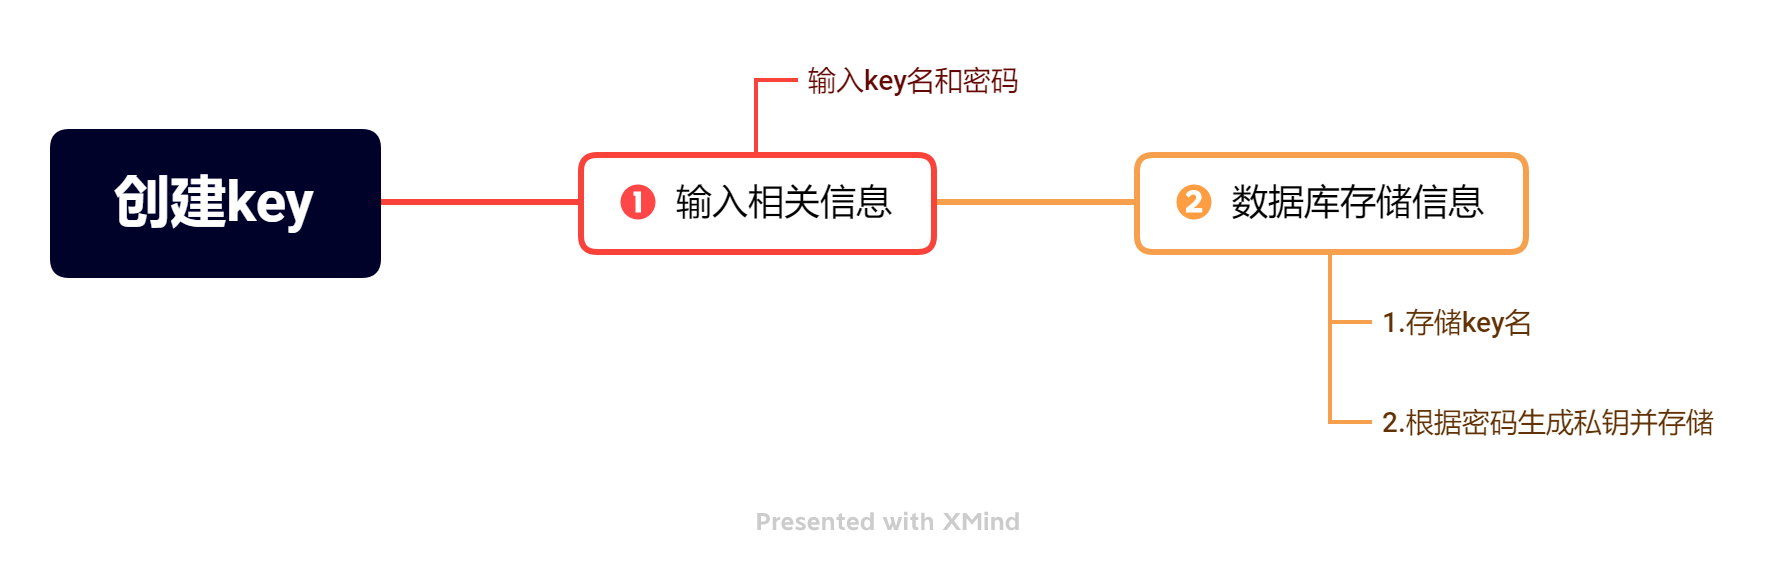 输入key名和密码
创建key
❶ 输入相关信息
❷ 数据库存储信息
1.存储key名
2.根据密码生成私钥并存储
Presented with XMind